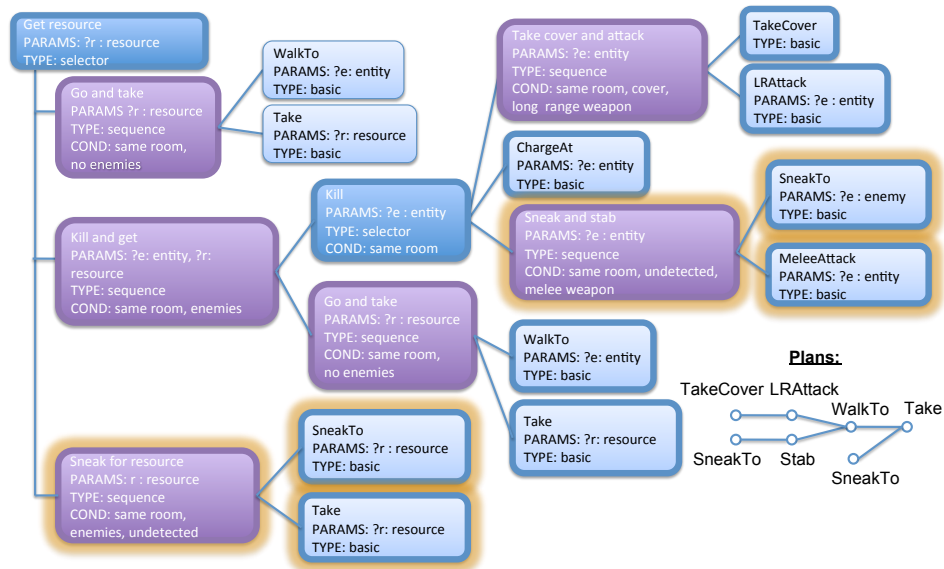 Get resource
PARAMS: ?r : resource
TYPE: selector
Go and take
PARAMS ?r : resource
TYPE: sequence
COND: same room,
no enemies
WalkTo
PARAMS: ?e: entity
TYPE: basic
Take
PARAMS: ?r: resource
TYPE: basic
Kill and get
PARAMS: ?e: entity, ?r:
resource
TYPE: sequence
COND: same room, enemies
Kill
PARAMS: ?e : entity
TYPE: selector
COND: same room
Take cover and attack
PARAMS: ?e : entity
TYPE: sequence
COND: same room, cover,
long range weapon
TakeCover
TYPE: basic
LRAttack
PARAMS: ?e : entity
TYPE: basic
ChargeAt
PARAMS: ?e: entity
TYPE: basic
Sneak and stab
PARAMS: ?e : entity
TYPE: sequence
COND: same room, undetected,
melee weapon
SneakTo
PARAMS: ?e : enemy
TYPE: basic
MeleeAttack
PARAMS: ?e : entity
TYPE: basic
Go and take
PARAMS: ?r : resource
TYPE: sequence
COND: same room,
no enemies
WalkTo
PARAMS: ?e: entity
TYPE: basic
Take
PARAMS: ?r: resource
TYPE: basic
Sneak for resource
PARAMS: r : resource
TYPE: sequence
COND: same room,
enemies, undetected
SneakTo
PARAMS: ?r : resource
TYPE: basic
Take
PARAMS: ?r: resource
TYPE: basic
Plans:
TakeCover LRAttack
WalkTo Take
SneakTo Stab
SneakTo